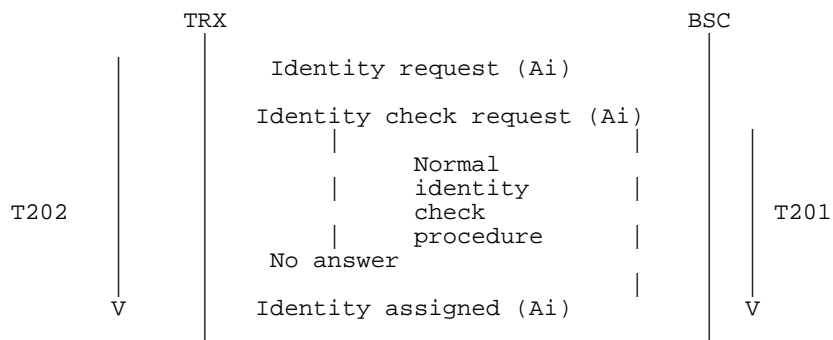 TRX BSC
Identity request (Ai)
Identity check request (Ai)
Normal
identity
T202 check T201
procedure
No answer
V Identity assigned (Ai) V